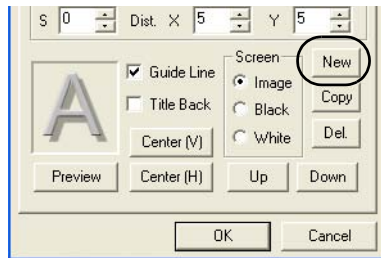 S 0 Dist. X 5 Y 5
Screen
New
Guide Line
Image
Title Back
Copy
Black
A
Center (V)
White
Del.
Preview
Center (H)
Up
Down
OK
Cancel